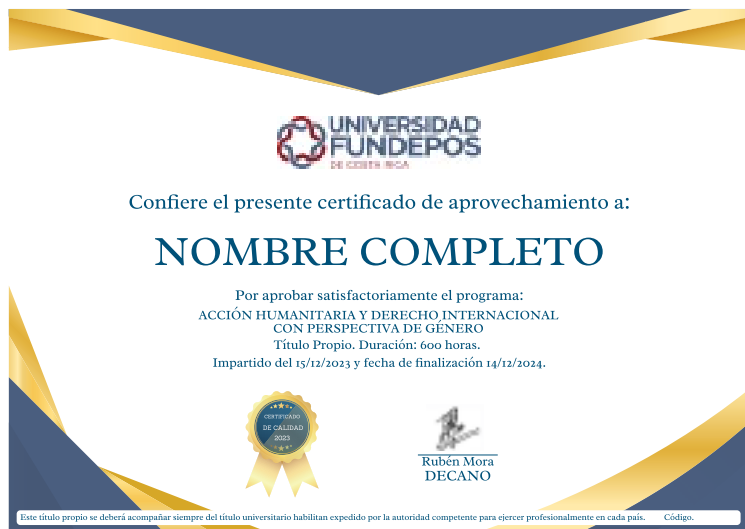 UNIVERSIDAD
FUNDEPOS
DE COSTA RICA
Confiere el presente certificado de aprovechamiento a:
NOMBRE COMPLETO
Por aprobar satisfactoriamente el programa:
ACCIÓN HUMANITARIA Y DERECHO INTERNACIONAL
CON PERSPECTIVA DE GÉNERO
Título Propio. Duración: 600 horas.
Impartido del 15/12/2023 y fecha de finalización 14/12/2024.
CERTIFICADO
DE CALIDAD
2023
Rubén Mora
DECANO
Este título propio se deberá acompañar siempre del título universitario habilitan expedido por la autoridad competente para ejercer profesionalmente en cada país. Código.